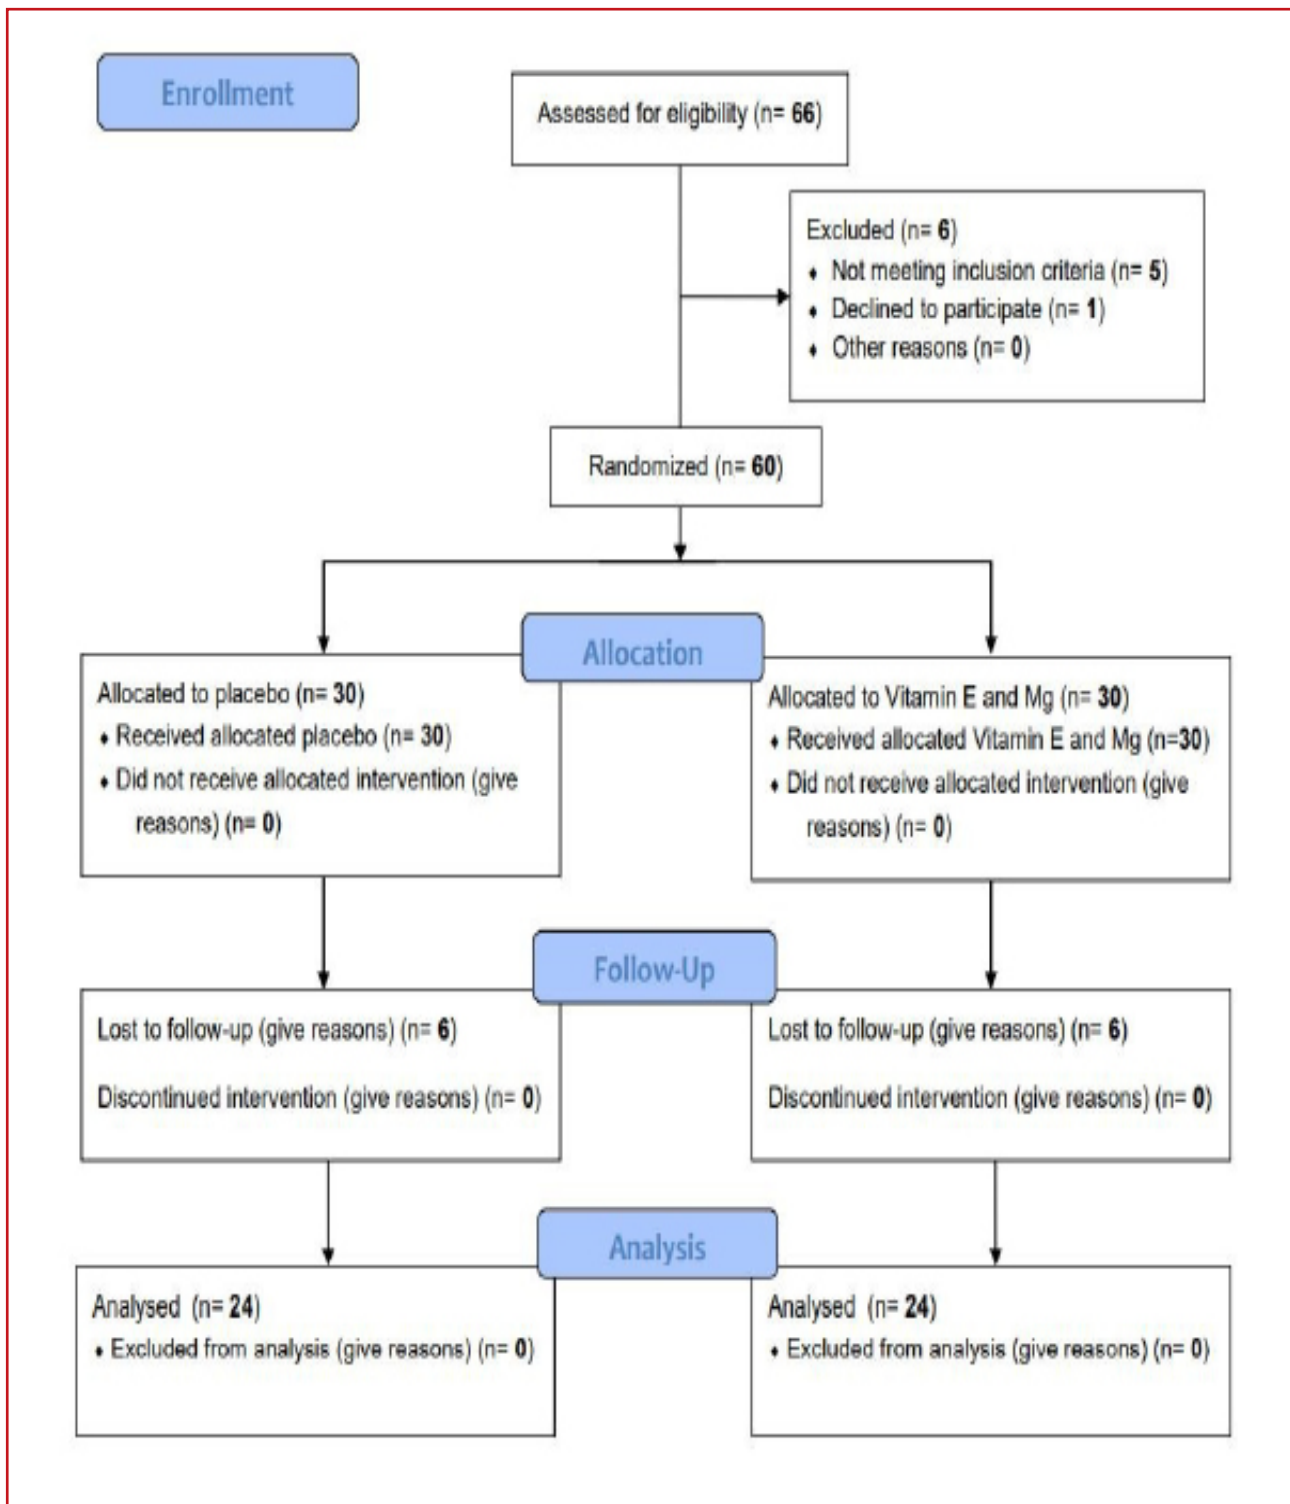 Enrollment
Assessed for eligibility (n= 66)
Excluded (n= 6)
♦ Not meeting inclusion criteria (n= 5)
♦ Declined to participate (n= 1)
♦ Other reasons (n= 0)
Randomized (n= 60)
Allocation
Allocated to placebo (n= 30)
♦ Received allocated placebo (n= 30)
♦ Did not receive allocated intervention (give
reasons) (n= 0)
Allocated to Vitamin E and Mg (n= 30)
♦ Received allocated Vitamin E and Mg (n=30)
♦ Did not receive allocated intervention (give
reasons) (n= 0)
Follow-Up
Lost to follow-up (give reasons) (n= 6)
Discontinued intervention (give reasons) (n= 0)
Lost to follow-up (give reasons) (n= 6)
Discontinued intervention (give reasons) (n= 0)
Analysis
Analysed (n= 24)
♦ Excluded from analysis (give reasons) (n= 0)
Analysed (n= 24)
♦ Excluded from analysis (give reasons) (n= 0)